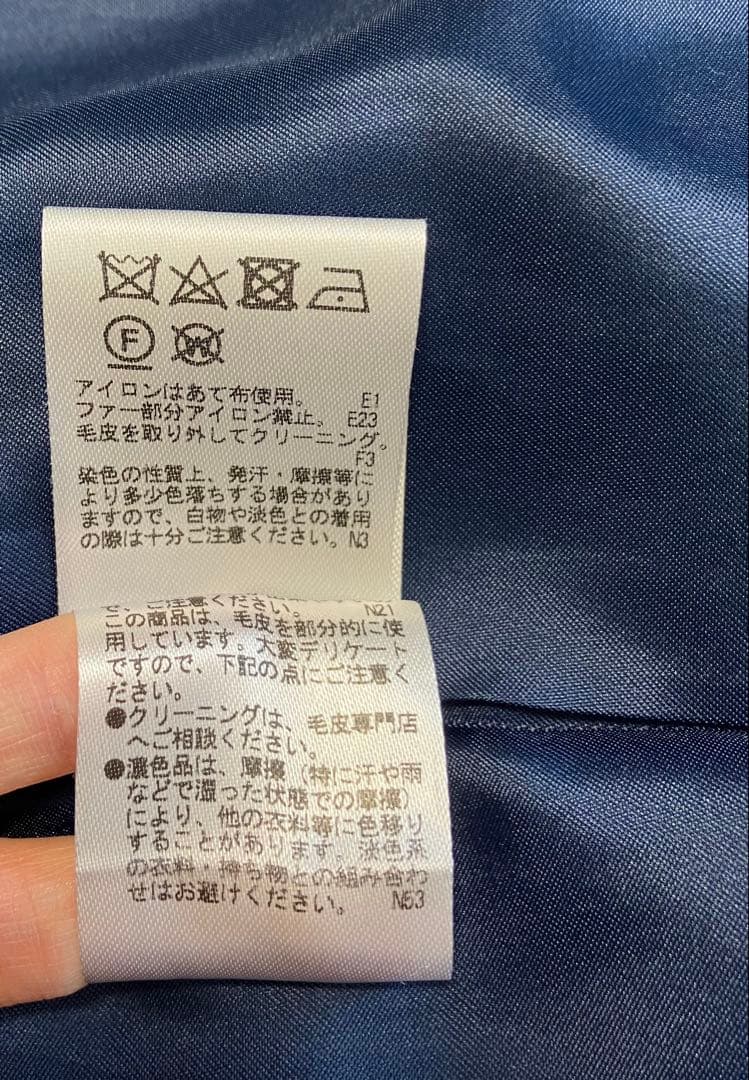 F W
アイロンはあて布使用。 E1
ファー部分アイロン禁止。 E23
毛皮を取り外してクリーニング。
F3
染色の性質上、発汗・摩擦等に
より多少色落ちする場合があり
ますので、白物や淡色との着用
の際は十分ご注意ください。N3
で、ご注意ください。 N21
この商品は、毛皮を部分的に使
用しています。大変デリケート
ですので、下記の点にご注意く
ださい。
●クリーニングは、毛皮専門店
へご相談ください。
●濃色品は、摩擦(特に汗や雨
などで湿った状態での摩擦)
により、他の衣料等に色移り
することがあります。淡色系
の衣料・持ち物との組み合わ
せはお避けください。 N53